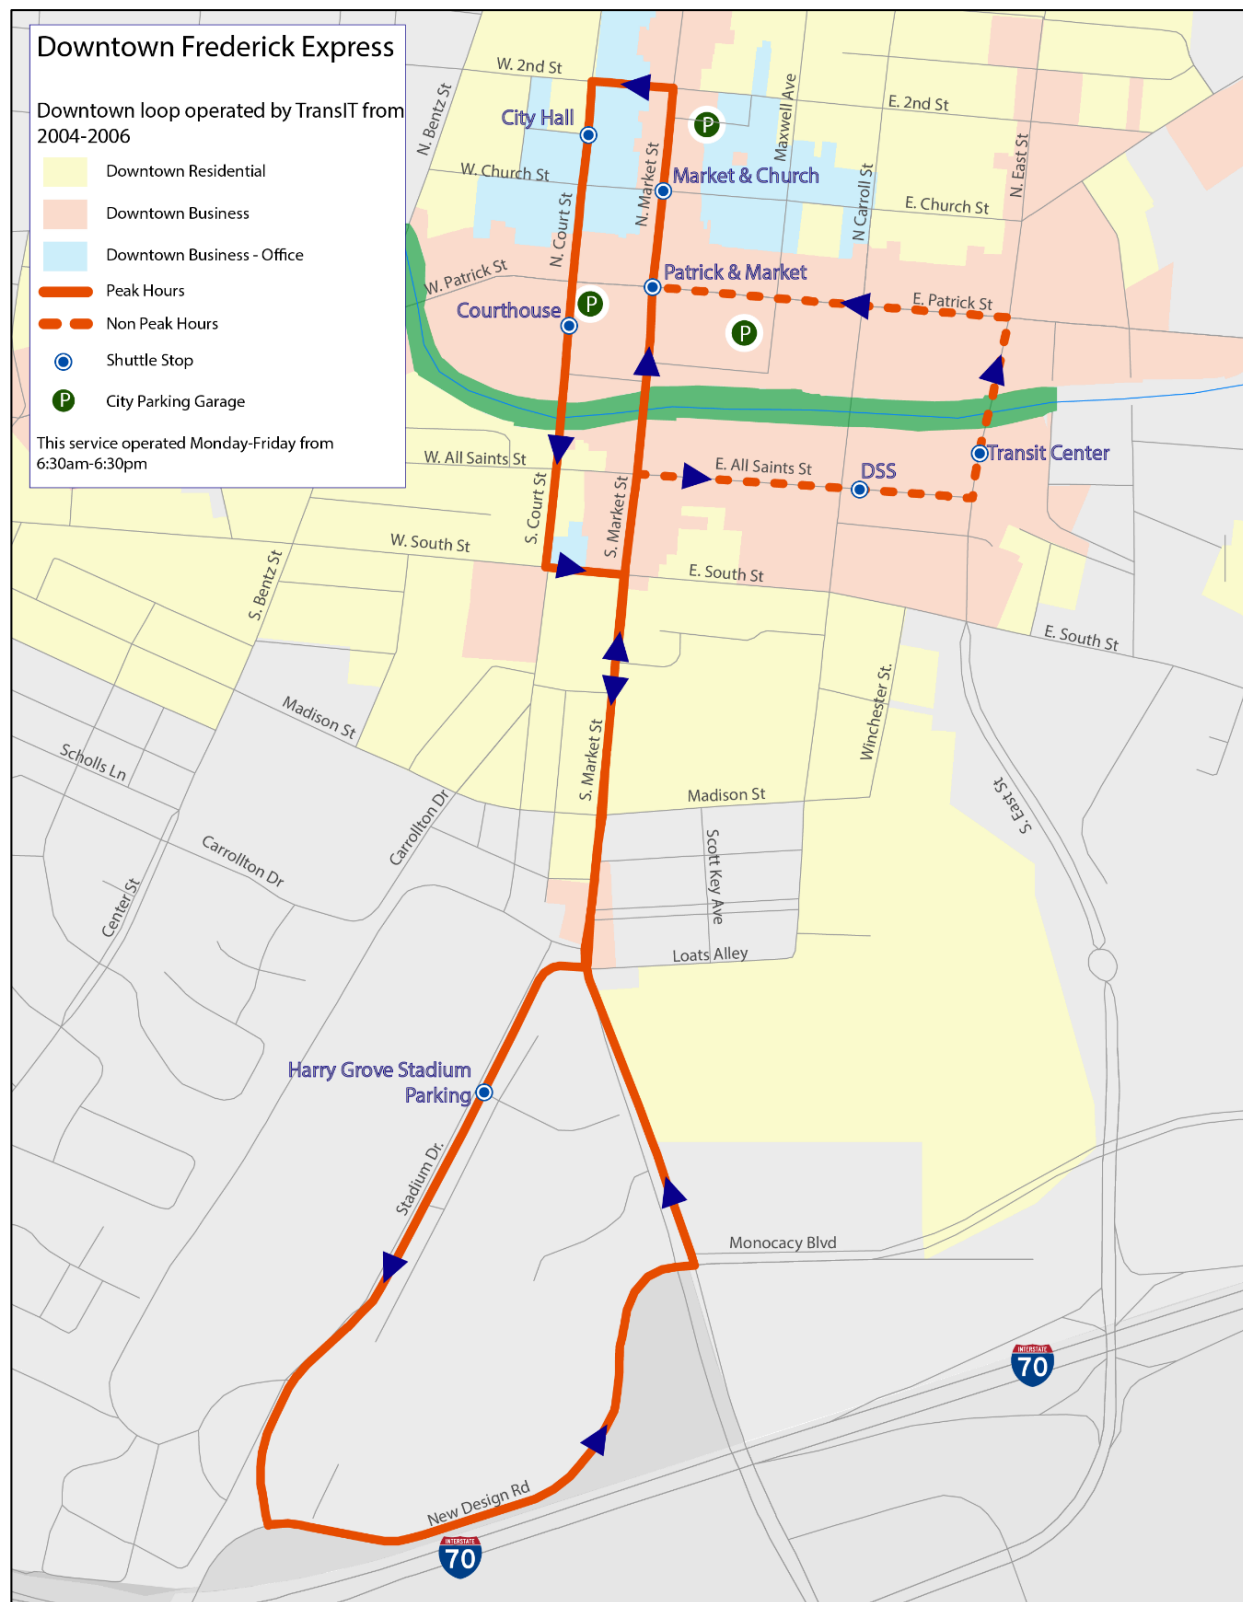 Downtown Frederick Express
Downtown loop operated by TransIT from
2004-2006
Downtown Residential
Downtown Business
Downtown Business - Office
Peak Hours
Non Peak Hours
Shuttle Stop
P
City Parking Garage
This service operated Monday-Friday from
6:30am-6:30pm
W. 2nd St
E. 2nd St
N. Bentz St
City Hall
P
Maxwell Ave
N. East St
W. Church St
N. Market St
Market & Church
N Carroll St
E. Church St
N. Court St
W. Patrick St
Patrick & Market
E. Patrick St
Courthouse
P
P
W. All Saints St
E. All Saints St
DSS
Transit Center
S. Court St
S. Market St
W. South St
E. South St
S. Bentz St
E. South St
Madison St
Winchester St.
S. Market St
Scholls Ln
Madison St
S. East St
Carrollton Dr
Carrollton Dr
Scott Key Ave
Center St
Loats Alley
Harry Grove Stadium
Parking
Stadium Dr.
Monocacy Blvd
INTERSTATE
70
New Design Rd
INTERSTATE
70